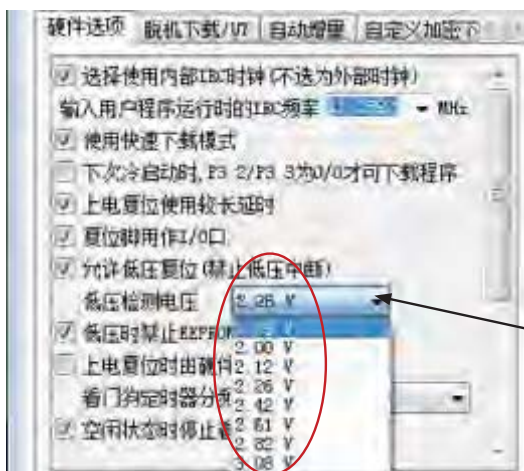 硬件选项 脱机下载/U7 自动增量 自定义加密下
选择使用内部IRC时钟(不选为外部时钟)
输入用户程序运行时的IRC频率 MHz
使用快速下载模式
下次冷启动时,P3 2/P3 3为0/0才可下载程序
上电复位使用较长延时
复位脚用作I/O口
允许低压复位(禁止低压中断)
低压检测电压 2.26 V
低压时禁止EEPROM
2.00 V
上电复位时由硬件
2.12 V
2.26 V
看门狗定时器分频
2.42 V
空闲状态时停止看
2.61 V
2.82 V
3.08 V